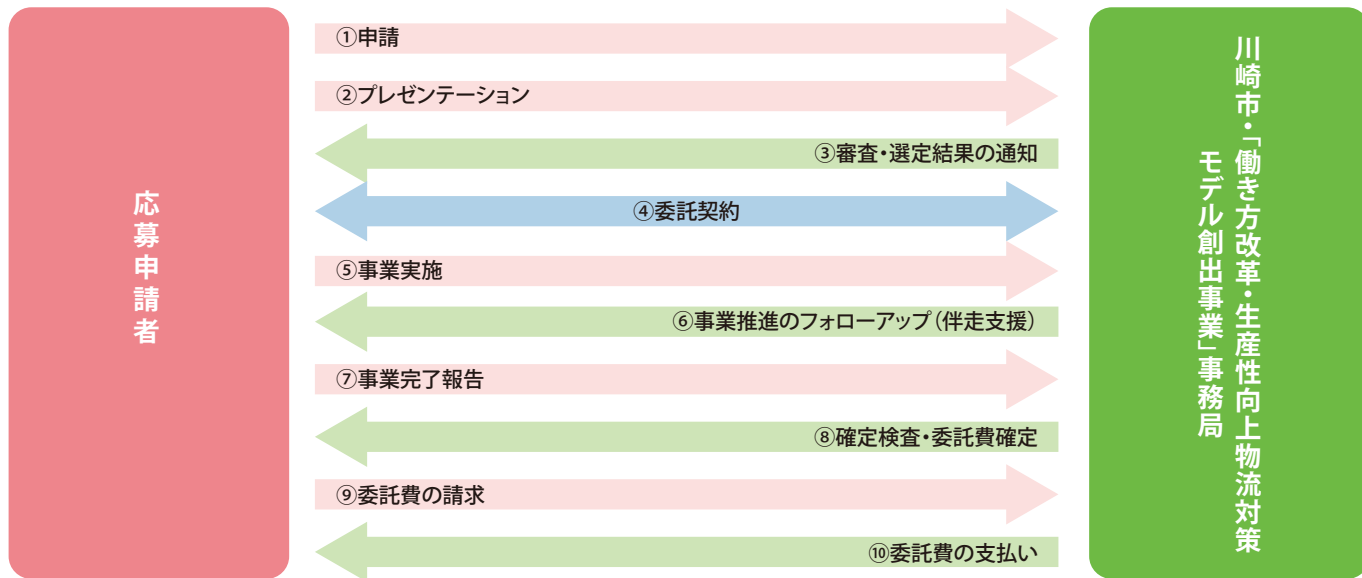 応募申請者
①申請
②プレゼンテーション
③審査・選定結果の通知
④委託契約
⑤事業実施
⑥事業推進のフォローアップ（伴走支援）
⑦事業完了報告
⑧確定検査・委託費確定
⑨委託費の請求
⑩委託費の支払い
川崎市・「働き方改革・生産性向上物流対策
モデル創出事業」事務局